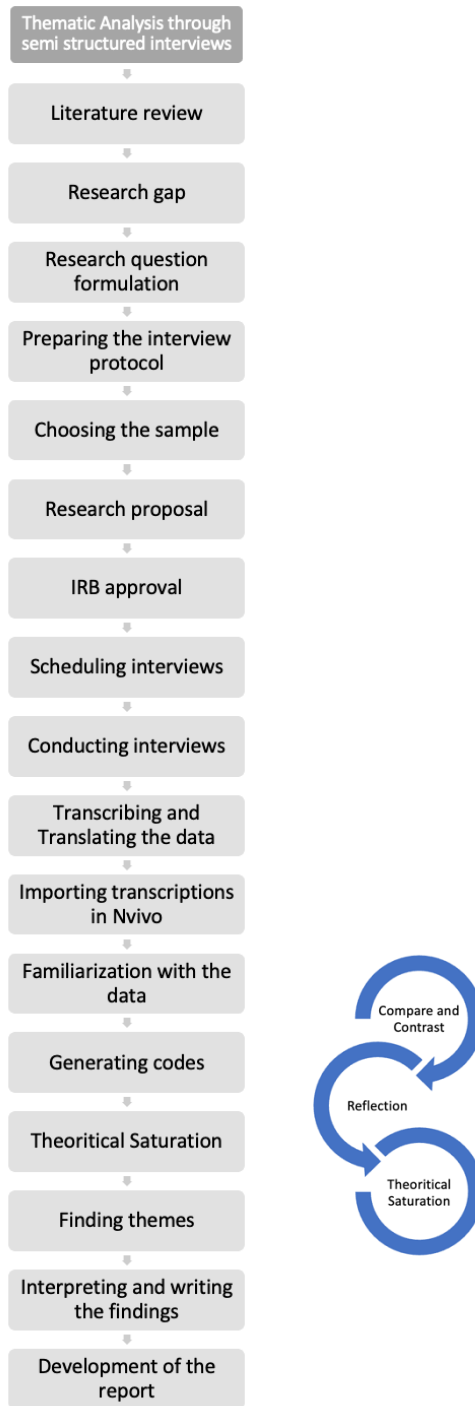 Thematic Analysis through
semi structured interviews
Literature review
Research gap
Research question
formulation
Preparing the interview
protocol
Choosing the sample
Research proposal
IRB approval
Scheduling interviews
Conducting interviews
Transcribing and
Translating the data
Importing transcriptions
in Nvivo
Familiarization with the
data
Generating codes
Theoritical Saturation
Finding themes
Interpreting and writing
the findings
Development of the
report
Compare and
Contrast
Reflection
Theoritical
Saturation